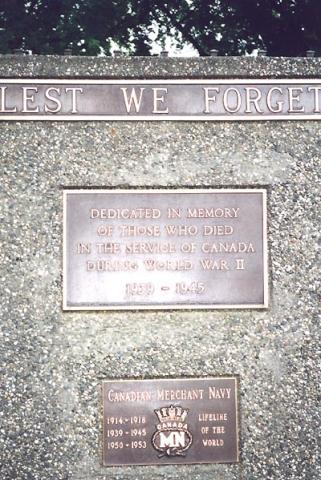 LEST WE FORGET
DEDICATED IN MEMORY
OF THOSE WHO DIED
IN THE SERVICE OF CANADA
DURING WORLD WAR II
1939 - 1945
CANADIAN MERCHANT NAVY
1914 - 1918
1939 - 1945
1950 - 1953
CANADA
MN
LIFELINE
OF THE
WORLD